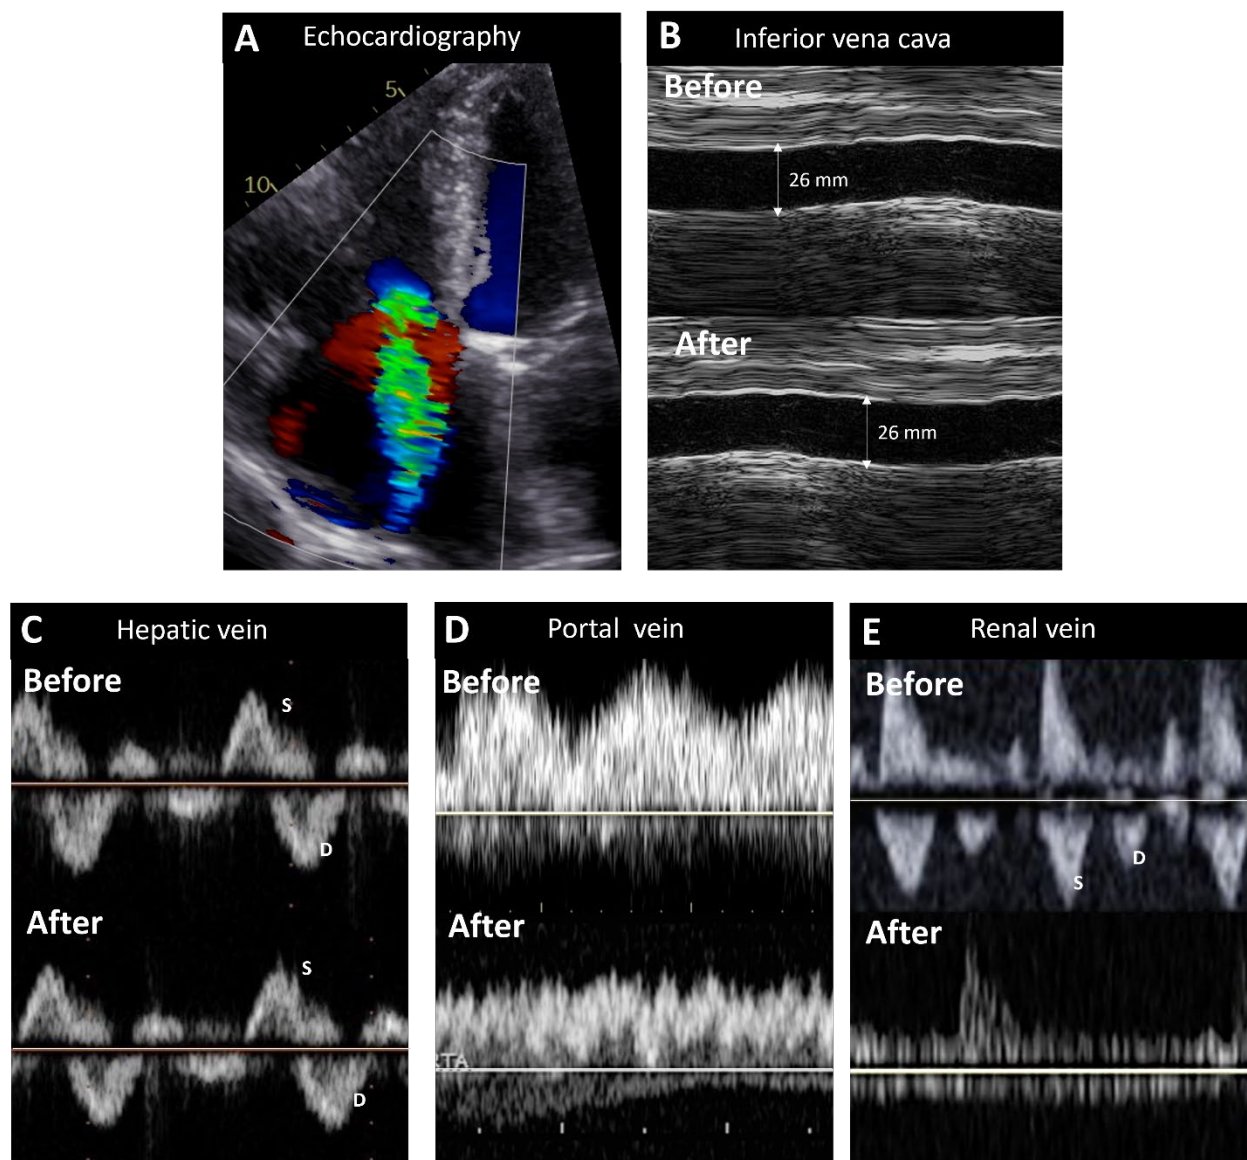 A Echocardiography
5
10
B Inferior vena cava
Before
26 mm
After
26 mm
C Hepatic vein
Before
S
D
After
S
D
D Portal vein
Before
After
RTA
E Renal vein
Before
S
D
After